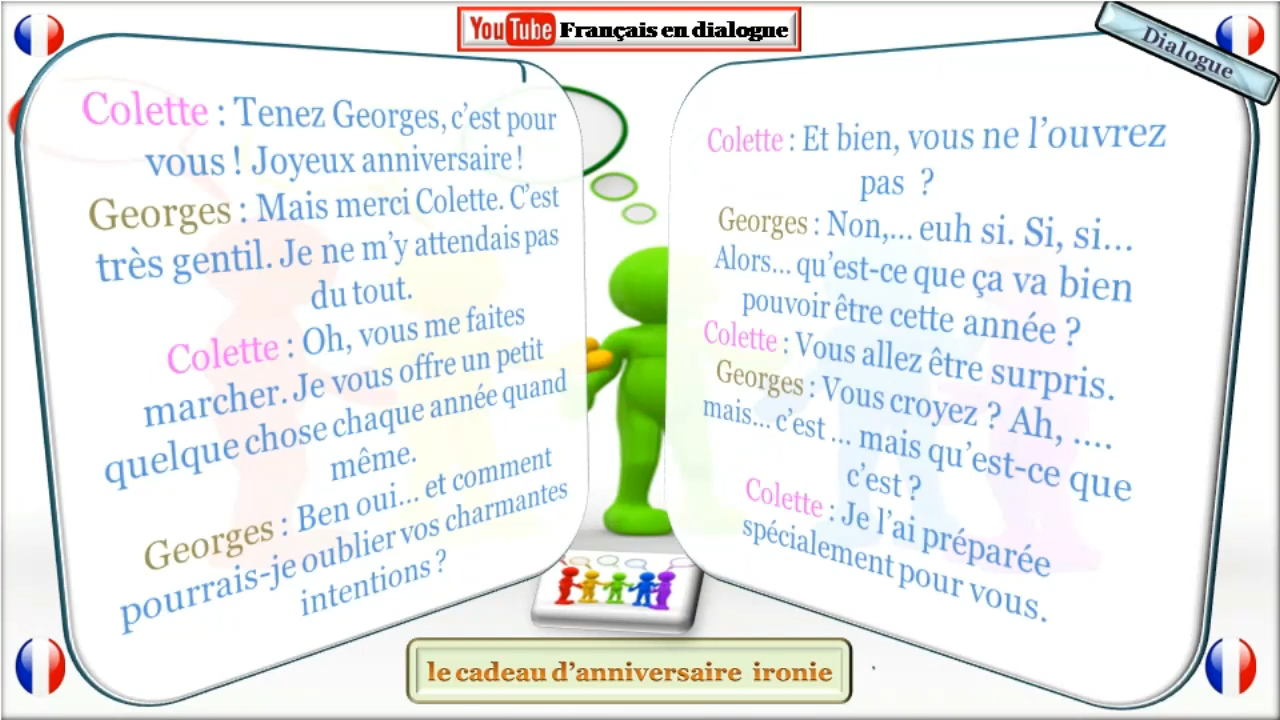 YouTube Français en dialogue
Dialogue
Colette : Tenez Georges, c'est pour
vous ! Joyeux anniversaire !
Georges : Mais merci Colette. C'est
très gentil. Je ne m'y attendais pas
du tout.
Colette : Oh, vous me faites
marcher. Je vous offre un petit
quelque chose chaque année quand
même.
Georges : Ben oui... et comment
pourrais-je oublier vos charmantes
intentions ?
Colette : Et bien, vous ne l'ouvrez
pas ?
Georges : Non,... euh si. Si, si...
Alors... qu'est-ce que ça va bien
pouvoir être cette année ?
Colette : Vous allez être surpris.
Georges : Vous croyez ? Ah, ....
mais... c'est ... mais qu'est-ce que
c'est ?
Colette : Je l'ai préparée
spécialement pour vous.
le cadeau d'anniversaire ironie